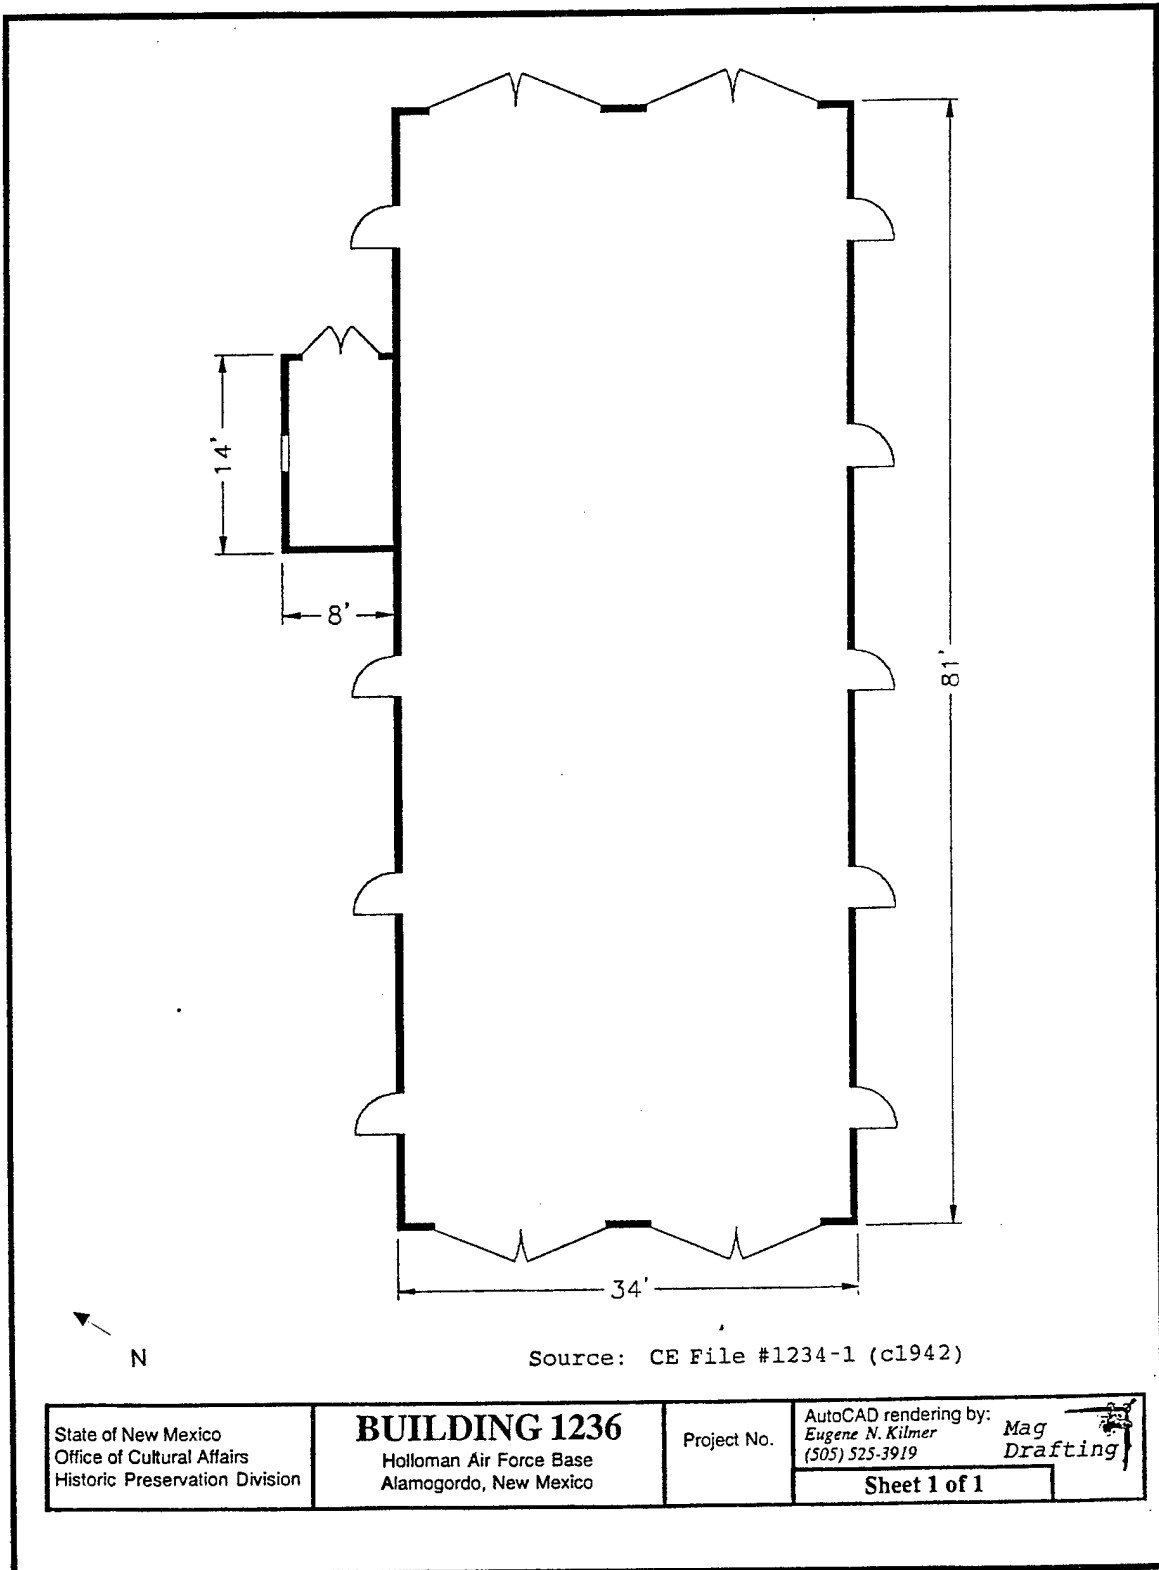 14'
8'
81'
34'
N
Source: CE File #1234-1 (c1942)
State of New Mexico
Office of Cultural Affairs
Historic Preservation Division
BUILDING 1236
Holloman Air Force Base
Alamogordo, New Mexico
Project No.
AutoCAD rendering by:
Eugene N. Kilmer
(505) 525-3919
Mag
Drafting
Sheet 1 of 1